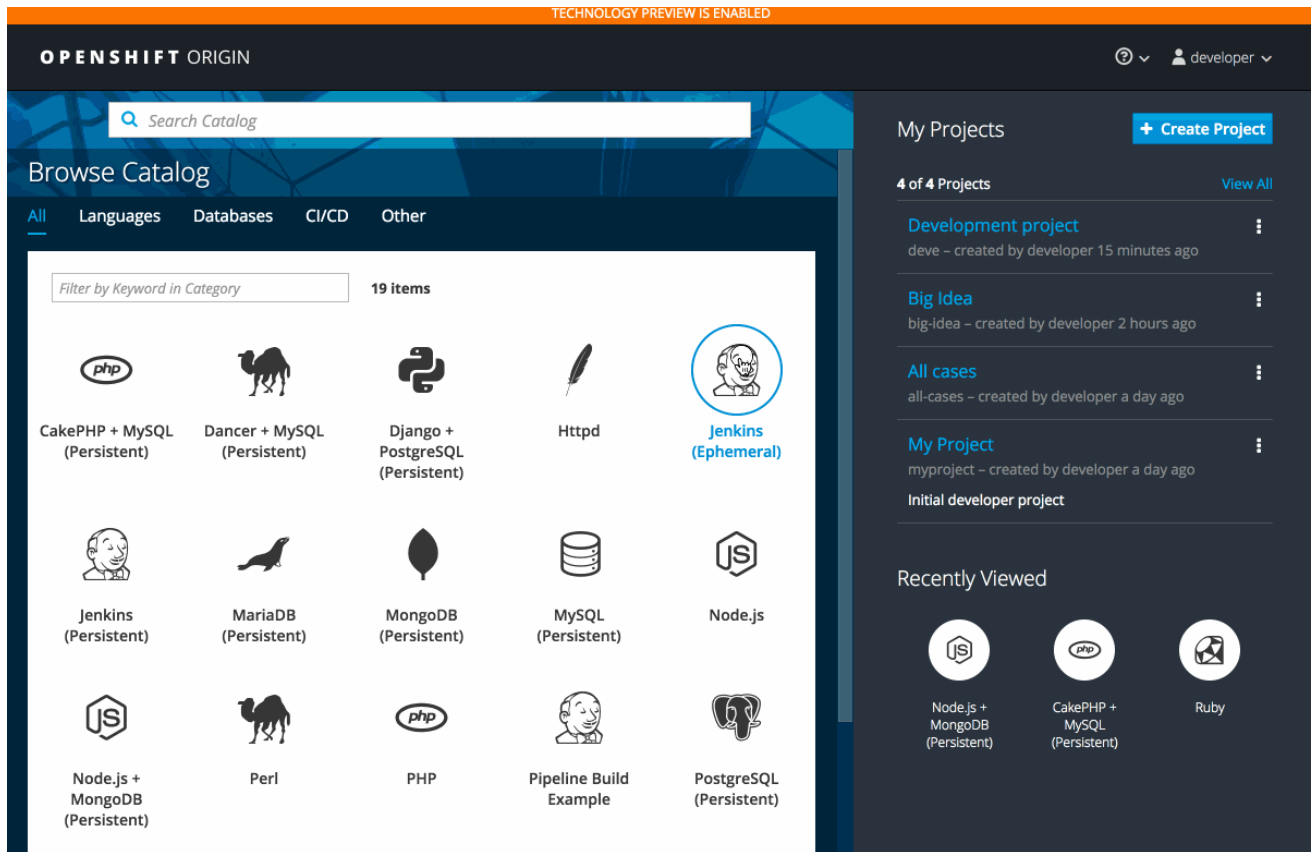 TECHNOLOGY PREVIEW IS ENABLED
OPENSHIFT ORIGIN
developer
Search Catalog
Browse Catalog
All Languages Databases CI/CD Other
Filter by Keyword in Category
19 items
php
CakePHP + MySQL
(Persistent)
Dancer + MySQL
(Persistent)
Django +
PostgreSQL
(Persistent)
Httpd
Jenkins
(Ephemeral)
Jenkins
(Persistent)
MariaDB
(Persistent)
MongoDB
(Persistent)
MySQL
(Persistent)
JS
Node.js
JS
Node.js +
MongoDB
(Persistent)
Perl
php
PHP
Pipeline Build
Example
PostgreSQL
(Persistent)
My Projects
+ Create Project
4 of 4 Projects
View All
Development project
deve – created by developer 15 minutes ago
Big Idea
big-idea – created by developer 2 hours ago
All cases
all-cases – created by developer a day ago
My Project
myproject – created by developer a day ago
Initial developer project
Recently Viewed
JS
Node.js +
MongoDB
(Persistent)
php
CakePHP +
MySQL
(Persistent)
Ruby